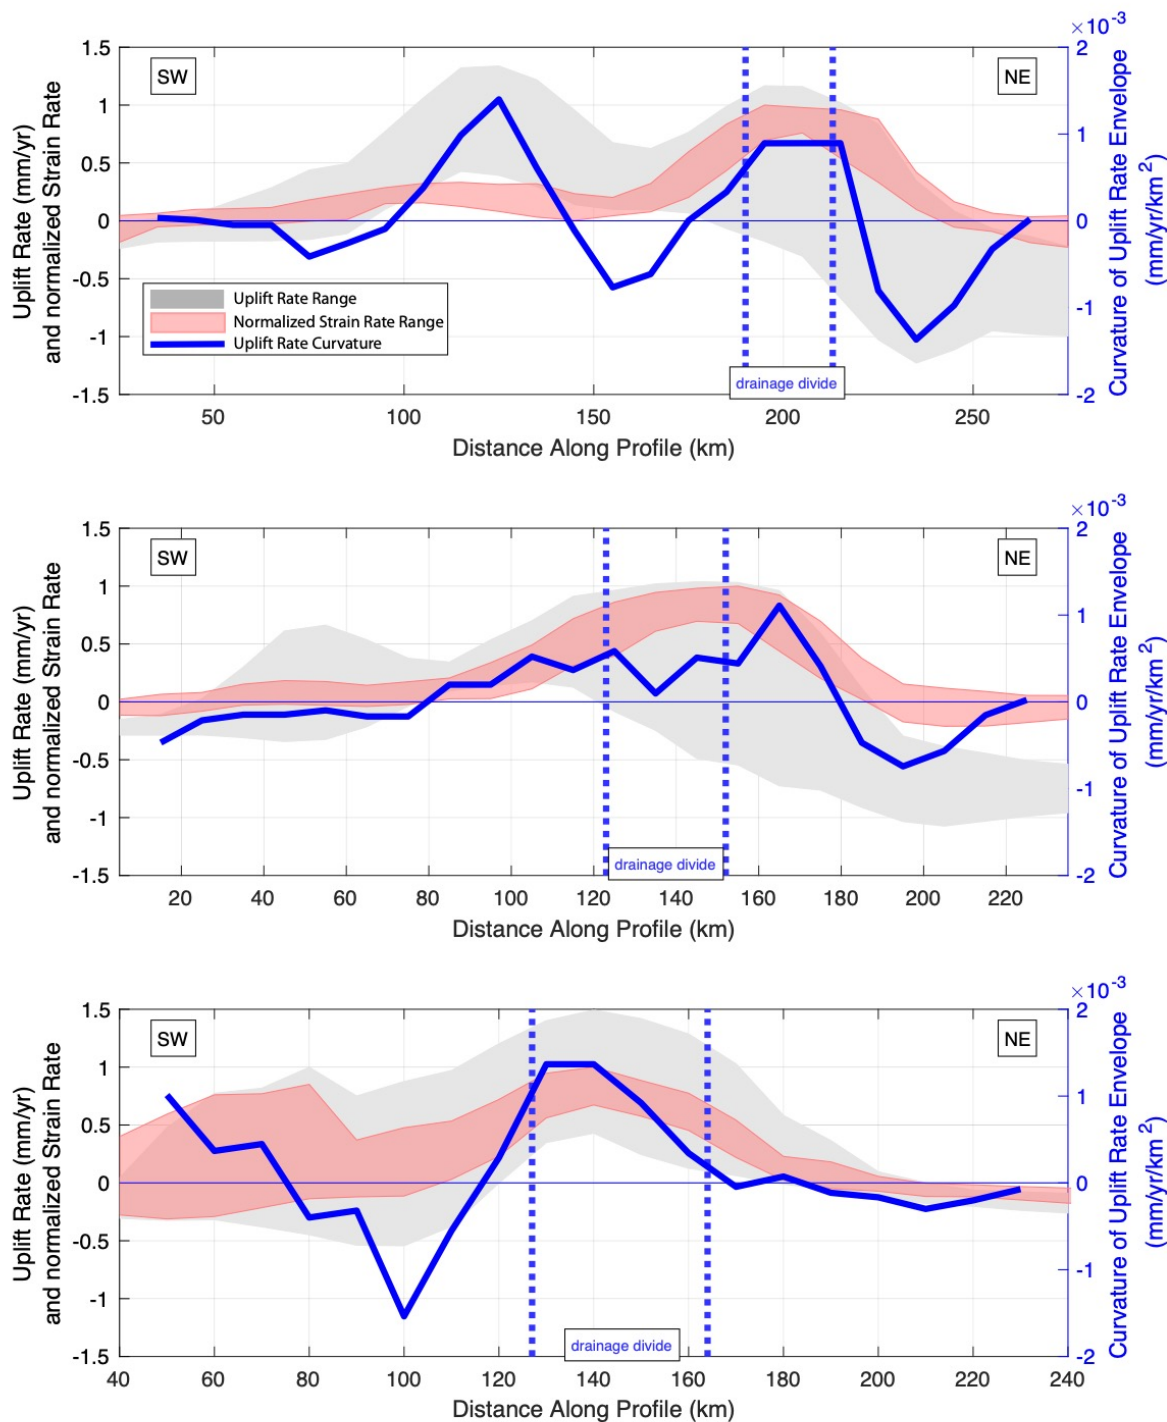 ×10⁻³
1.5
2
SW
NE
1
0.5
1
0
0
-0.5
-1
-1
-1.5
-2
Uplift Rate (mm/yr)
and normalized Strain Rate
Curvature of Uplift Rate Envelope
(mm/yr/km²)
Uplift Rate Range
Normalized Strain Rate Range
Uplift Rate Curvature
drainage divide
50 100 150 200 250
Distance Along Profile (km)
×10⁻³
1.5
2
SW
NE
1
0.5
1
0
0
-0.5
-1
-1
-1.5
-2
Uplift Rate (mm/yr)
and normalized Strain Rate
Curvature of Uplift Rate Envelope
(mm/yr/km²)
drainage divide
20 40 60 80 100 120 140 160 180 200 220
Distance Along Profile (km)
×10⁻³
1.5
2
SW
NE
1
0.5
1
0
0
-0.5
-1
-1
-1.5
-2
Uplift Rate (mm/yr)
and normalized Strain Rate
Curvature of Uplift Rate Envelope
(mm/yr/km²)
drainage divide
40 60 80 100 120 140 160 180 200 220 240
Distance Along Profile (km)